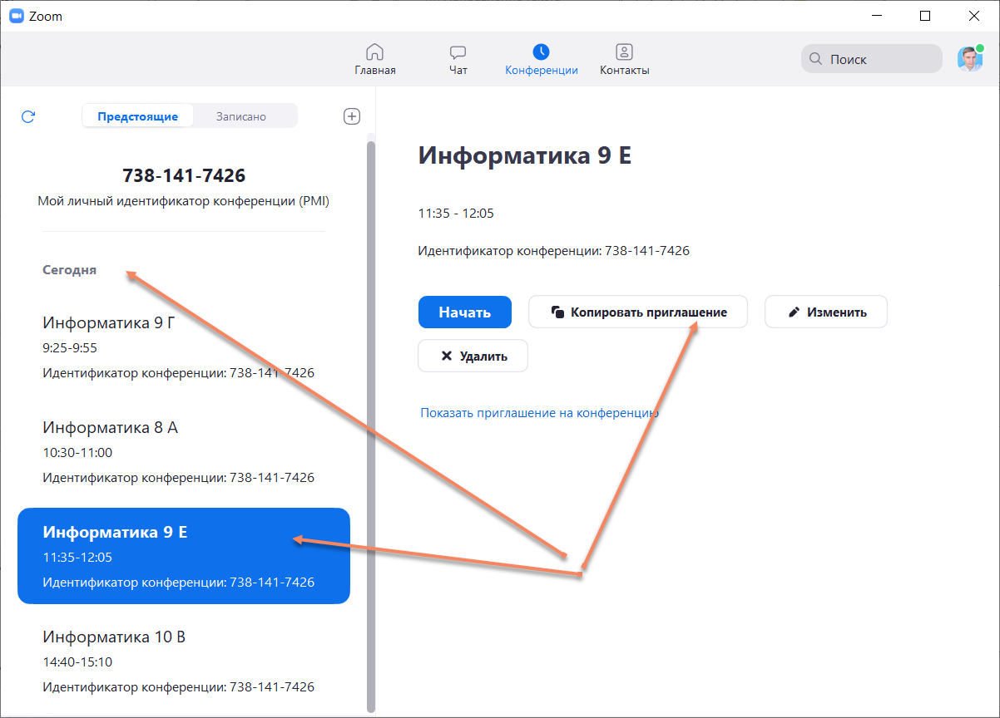 Zoom
Главная
Чат
Конференции
Контакты
Поиск
Предстоящие
Записано
738-141-7426
Мой личный идентификатор конференции (PMI)
Сегодня
Информатика 9 Г
9:25-9:55
Идентификатор конференции: 738-141-7426
Информатика 8 А
10:30-11:00
Идентификатор конференции: 738-141-7426
Информатика 9 Е
11:35-12:05
Идентификатор конференции: 738-141-7426
Информатика 10 В
14:40-15:10
Идентификатор конференции: 738-141-7426
Информатика 9 Е
11:35 - 12:05
Идентификатор конференции: 738-141-7426
Начать
Копировать приглашение
Изменить
Удалить
Показать приглашение на конференцию